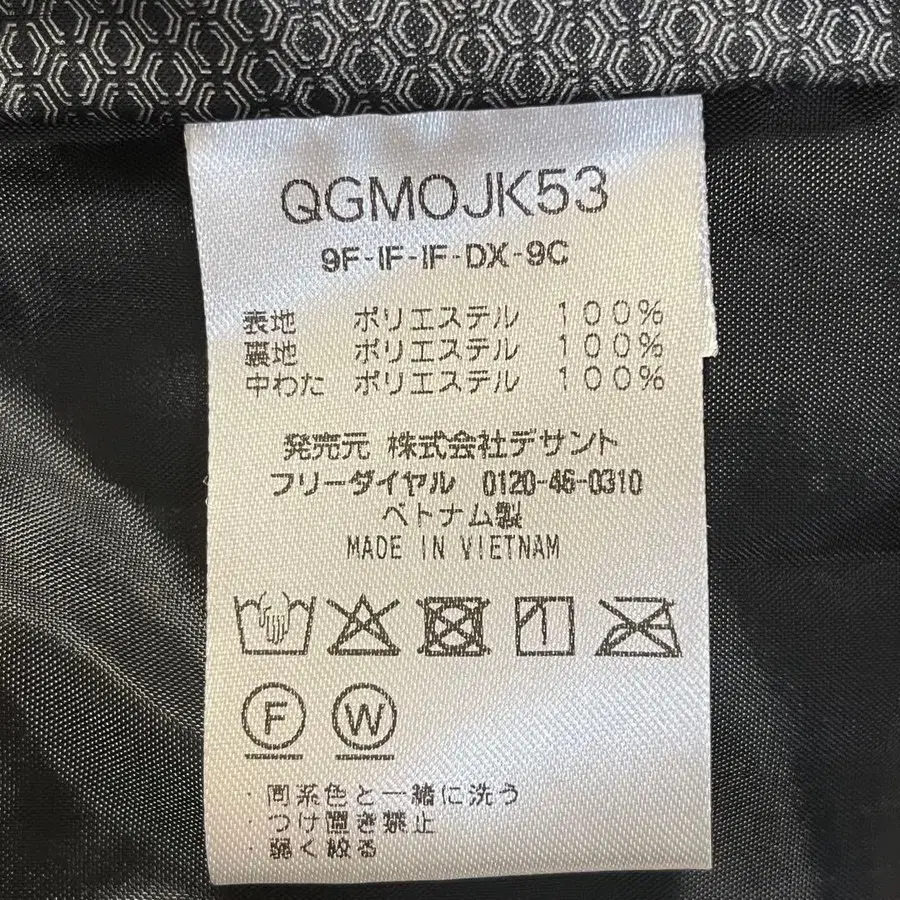 QGMOJK53
9F-IF-IF-DX-9C
表地 ポリエステル 100%
裏地 ポリエステル 100%
中わた ポリエステル 100%
発売元 株式会社デサント
フリーダイヤル 0120-46-0310
ベトナム製
MADE IN VIETNAM
F W
・同系色と一緒に洗う
・つけ置き禁止
・弱く絞る